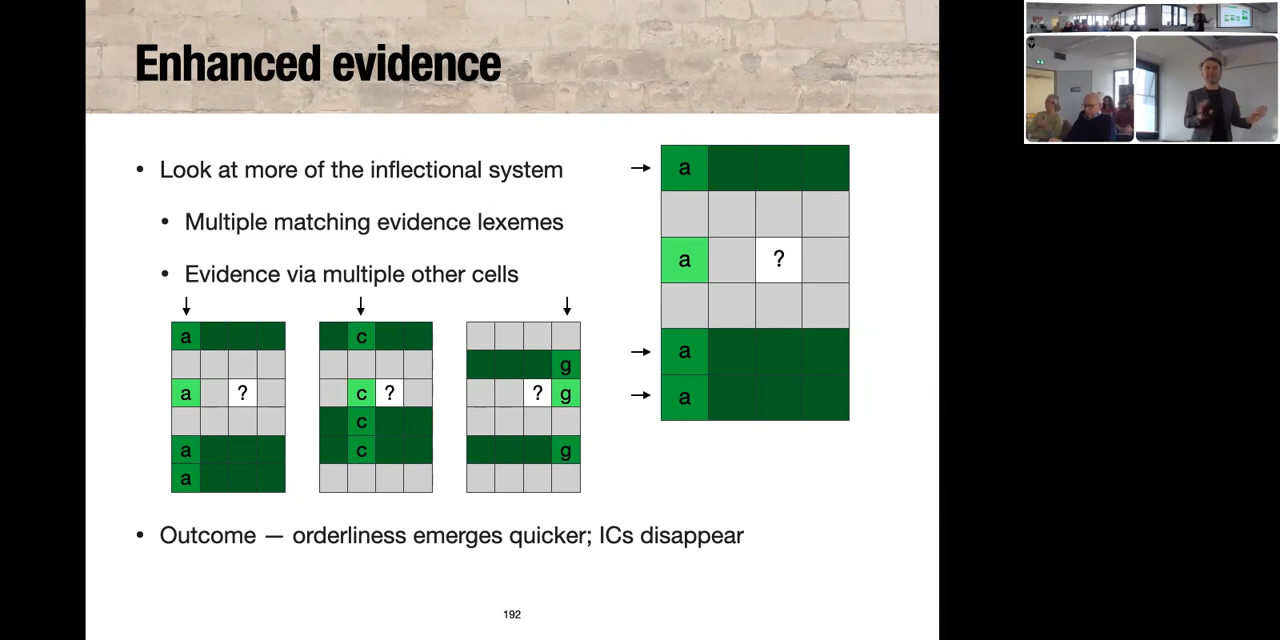 Enhanced evidence
• Look at more of the inflectional system
• Multiple matching evidence lexemes
• Evidence via multiple other cells
a
a ?
a
a
c
c ?
c
c
g
? g
g
a
a ?
a
a
• Outcome — orderliness emerges quicker; ICs disappear
192